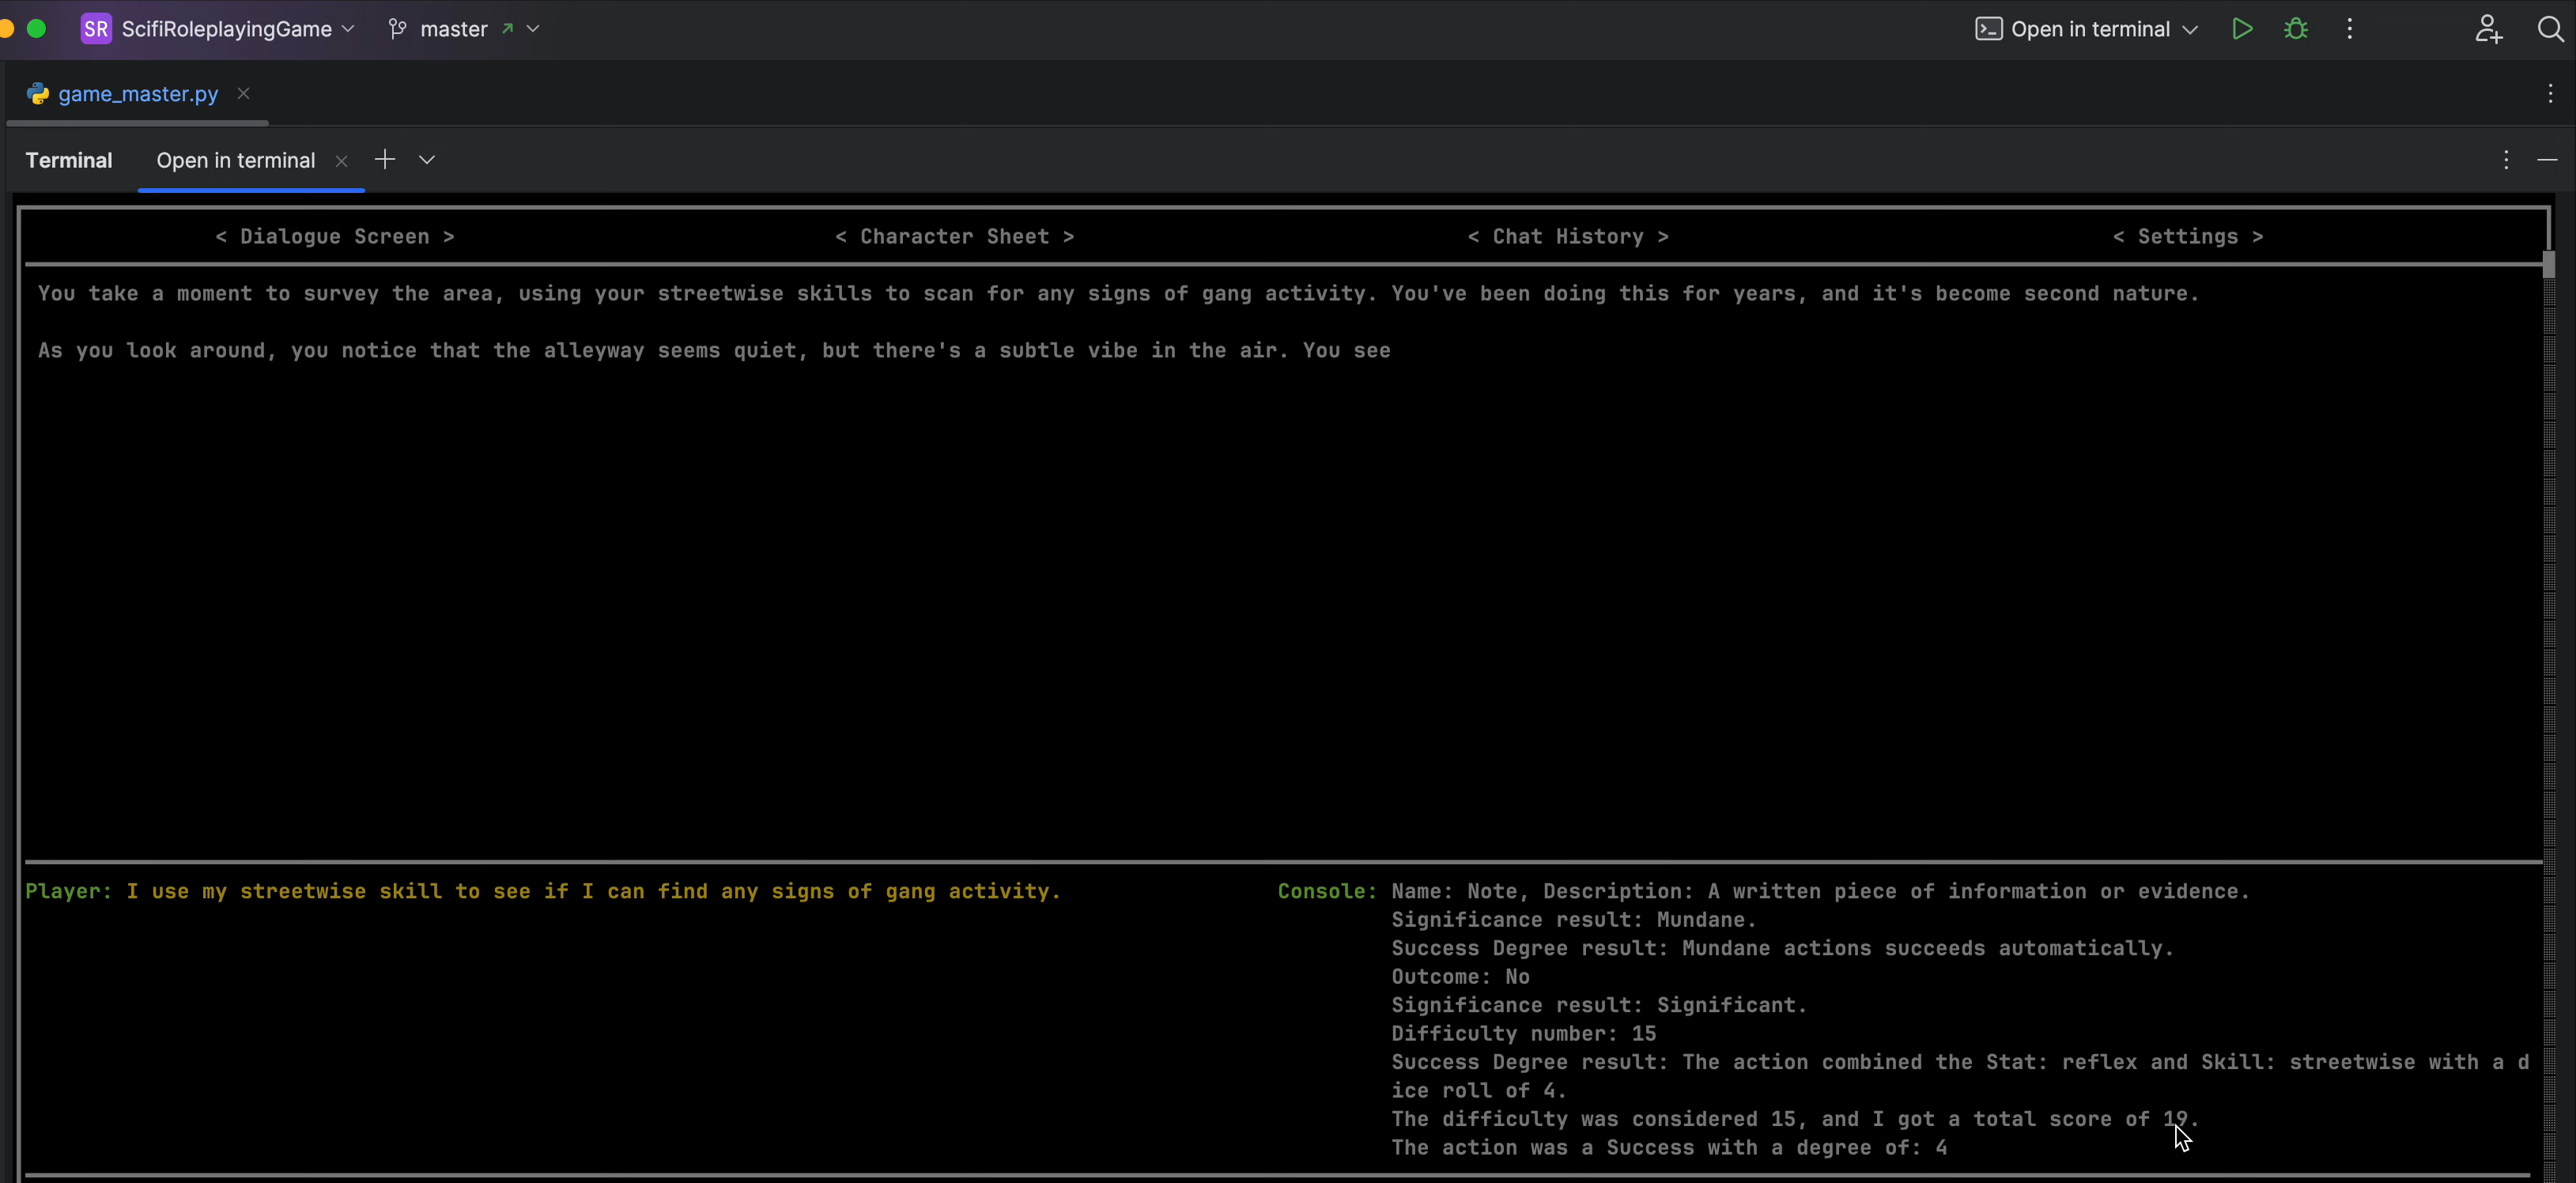 SR ScifiRoleplayingGame master Open in terminal
game_master.py
Terminal Open in terminal
< Dialogue Screen > < Character Sheet > < Chat History > < Settings >
You take a moment to survey the area, using your streetwise skills to scan for any signs of gang activity. You've been doing this for years, and it's become second nature.
As you look around, you notice that the alleyway seems quiet, but there's a subtle vibe in the air. You see
Player: I use my streetwise skill to see if I can find any signs of gang activity.
Console: Name: Note, Description: A written piece of information or evidence.
Significance result: Mundane.
Success Degree result: Mundane actions succeeds automatically.
Outcome: No
Significance result: Significant.
Difficulty number: 15
Success Degree result: The action combined the Stat: reflex and Skill: streetwise with a d
ice roll of 4.
The difficulty was considered 15, and I got a total score of 19.
The action was a Success with a degree of: 4